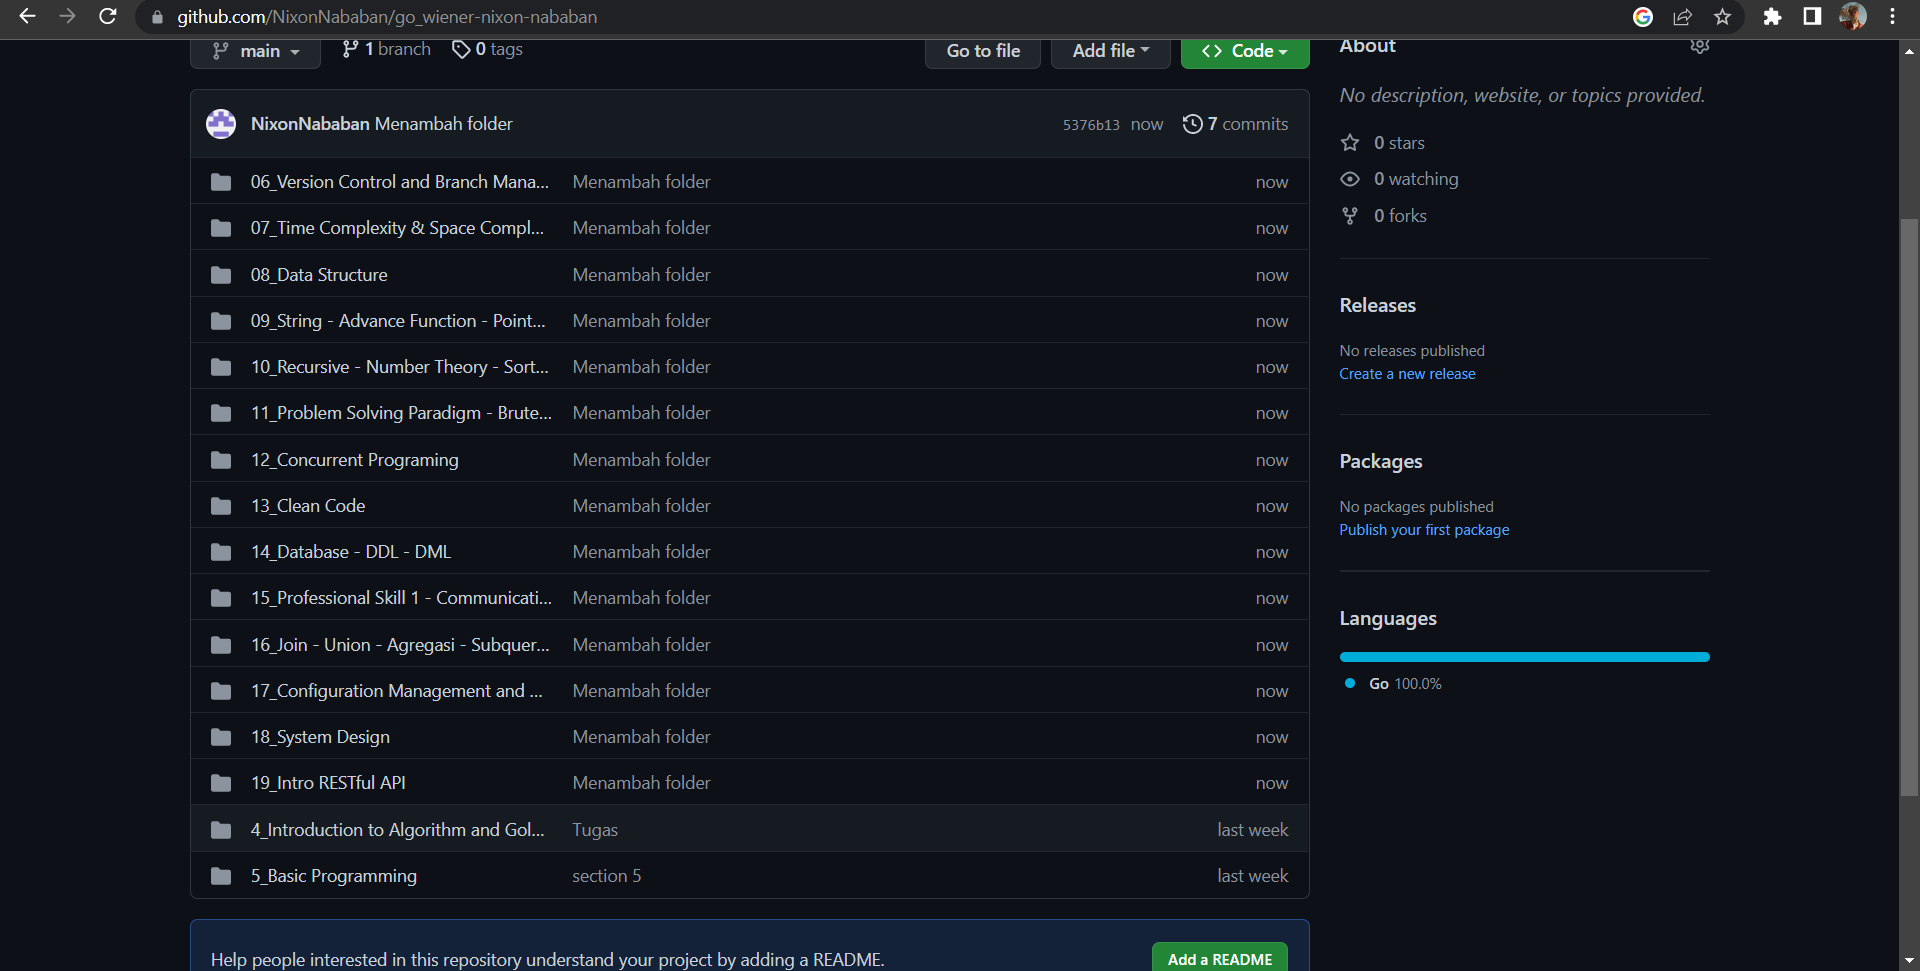 github.com/NixonNababan/go_wiener-nixon-nababan
main 1 branch 0 tags Go to file Add file Code
NixonNababan Menambah folder 5376b13 now 7 commits
06_Version Control and Branch Mana... Menambah folder now
07_Time Complexity & Space Compl... Menambah folder now
08_Data Structure Menambah folder now
09_String - Advance Function - Point... Menambah folder now
10_Recursive - Number Theory - Sort... Menambah folder now
11_Problem Solving Paradigm - Brute... Menambah folder now
12_Concurrent Programing Menambah folder now
13_Clean Code Menambah folder now
14_Database - DDL - DML Menambah folder now
15_Professional Skill 1 - Communicati... Menambah folder now
16_Join - Union - Agregasi - Subquer... Menambah folder now
17_Configuration Management and ... Menambah folder now
18_System Design Menambah folder now
19_Intro RESTful API Menambah folder now
4_Introduction to Algorithm and Gol... Tugas last week
5_Basic Programming section 5 last week
Help people interested in this repository understand your project by adding a README. Add a README
About
No description, website, or topics provided.
0 stars
0 watching
0 forks
Releases
No releases published
Create a new release
Packages
No packages published
Publish your first package
Languages
Go 100.0%